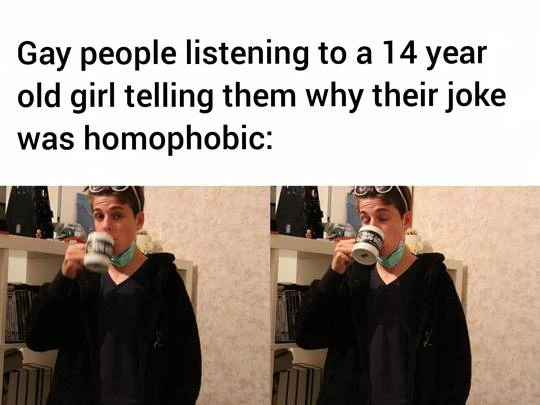 Gay people listening to a 14 year
old girl telling them why their joke
was homophobic: